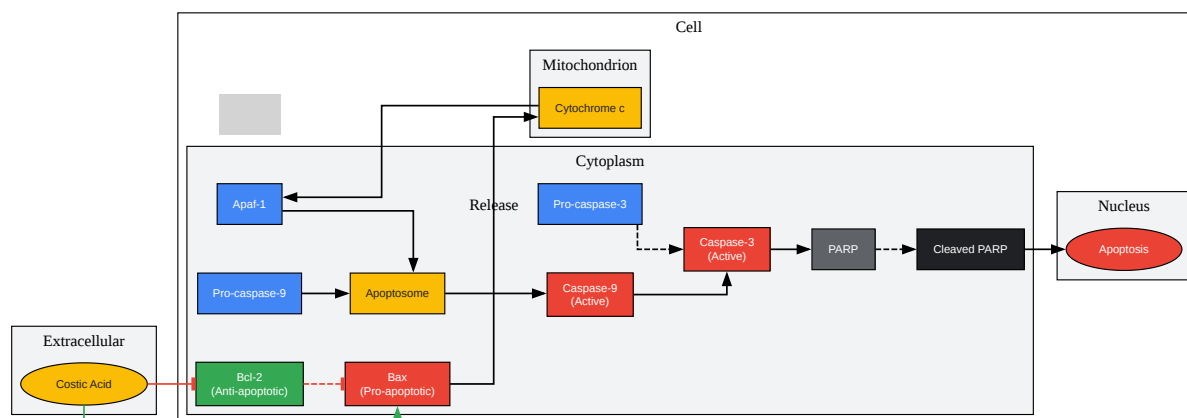 Cell
Mitochondrion
Cytochrome c
Cytoplasm
Apaf-1
Release
Pro-caspase-3
Nucleus
Caspase-3
(Active)
PARP
Cleaved PARP
Apoptosis
Pro-caspase-9
Apoptosome
Caspase-9
(Active)
Extracellular
Costic Acid
Bcl-2
(Anti-apoptotic)
Bax
(Pro-apoptotic)